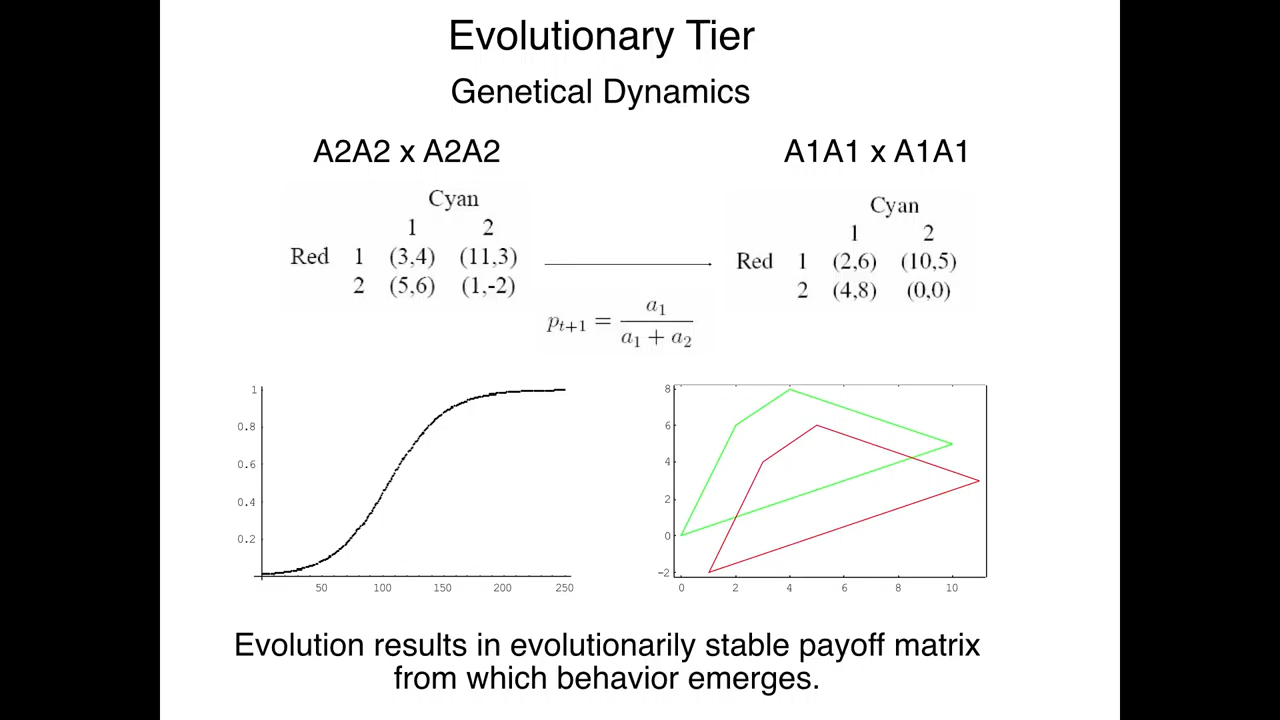 Evolutionary Tier
Genetical Dynamics
A2A2 x A2A2
A1A1 x A1A1
Cyan
1 2
Red 1 (3,4) (11,3)
2 (5,6) (1,-2)
Cyan
1 2
Red 1 (2,6) (10,5)
2 (4,8) (0,0)
p_{t+1} = a_1 / (a_1 + a_2)
1
0.8
0.6
0.4
0.2
50 100 150 200 250
8
6
4
2
0
-2
0 2 4 6 8 10
Evolution results in evolutionarily stable payoff matrix
from which behavior emerges.